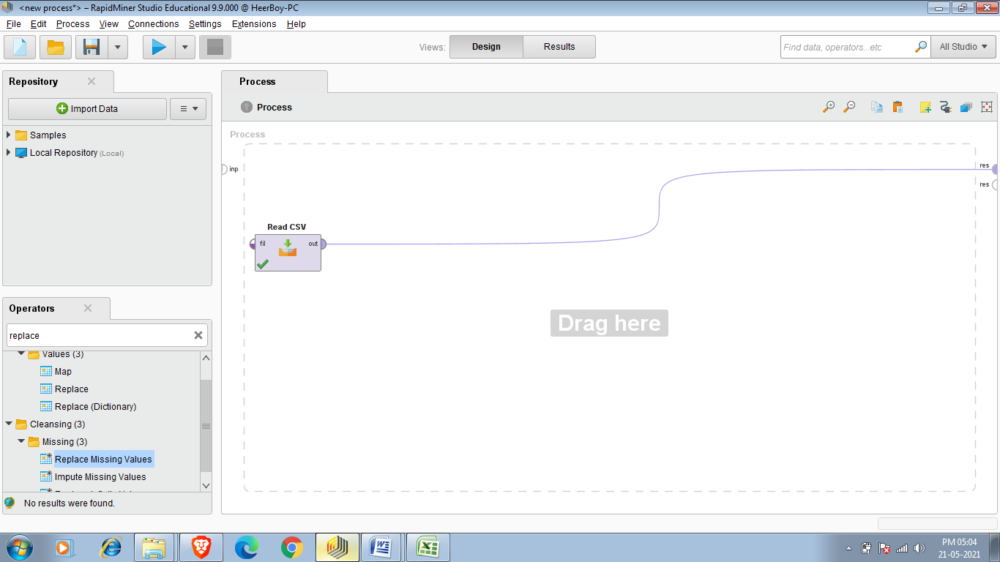 <new process*> – RapidMiner Studio Educational 9.9.000 @ HeerBoy-PC
File Edit Process View Connections Settings Extensions Help
Views: Design Results
Find data, operators...etc
All Studio
Repository
Import Data
Samples
Local Repository (Local)
Process
Process
Process
inp
res
res
Read CSV
fil
out
Drag here
Operators
replace
Values (3)
Map
Replace
Replace (Dictionary)
Cleansing (3)
Missing (3)
Replace Missing Values
Impute Missing Values
No results were found.
PM 05:04
21-05-2021